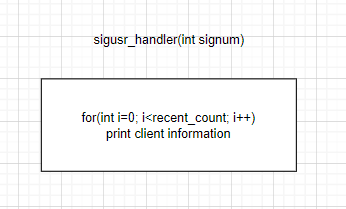 sigusr_handler(int signum)
for(int i=0; i<recent_count; i++)
print client information